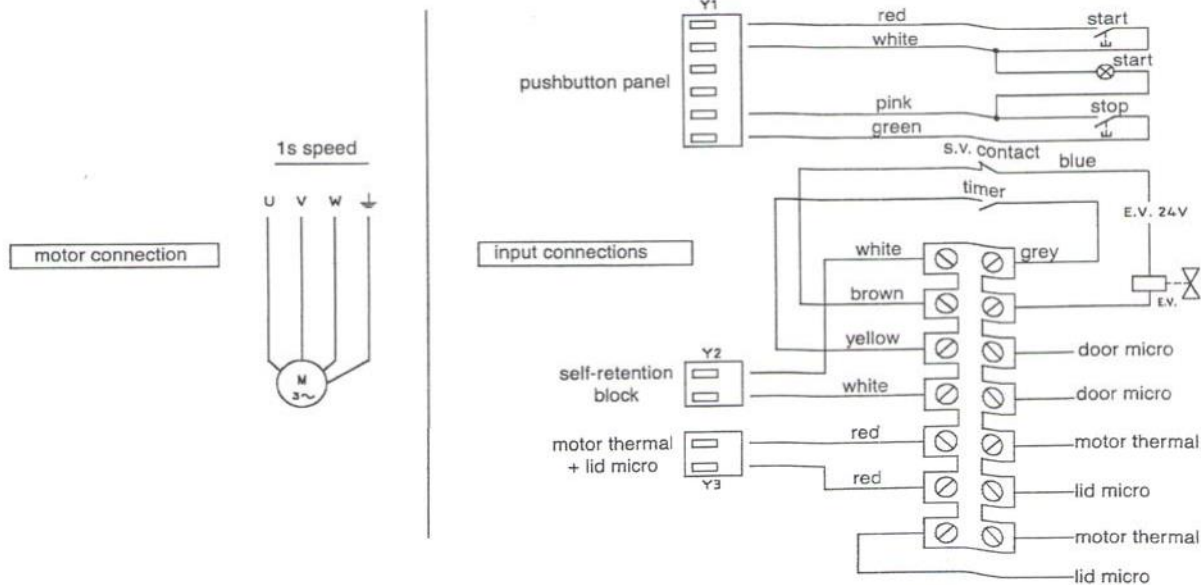 1s speed
U V W
M
3~
motor connection
Y1
pushbutton panel
red
white
pink
green
start
start
stop
s.v. contact
blue
timer
E.V. 24V
E.V.
input connections
white
grey
brown
yellow
door micro
Y2
self-retention
block
white
door micro
motor thermal
+ lid micro
Y3
red
motor thermal
red
lid micro
motor thermal
lid micro